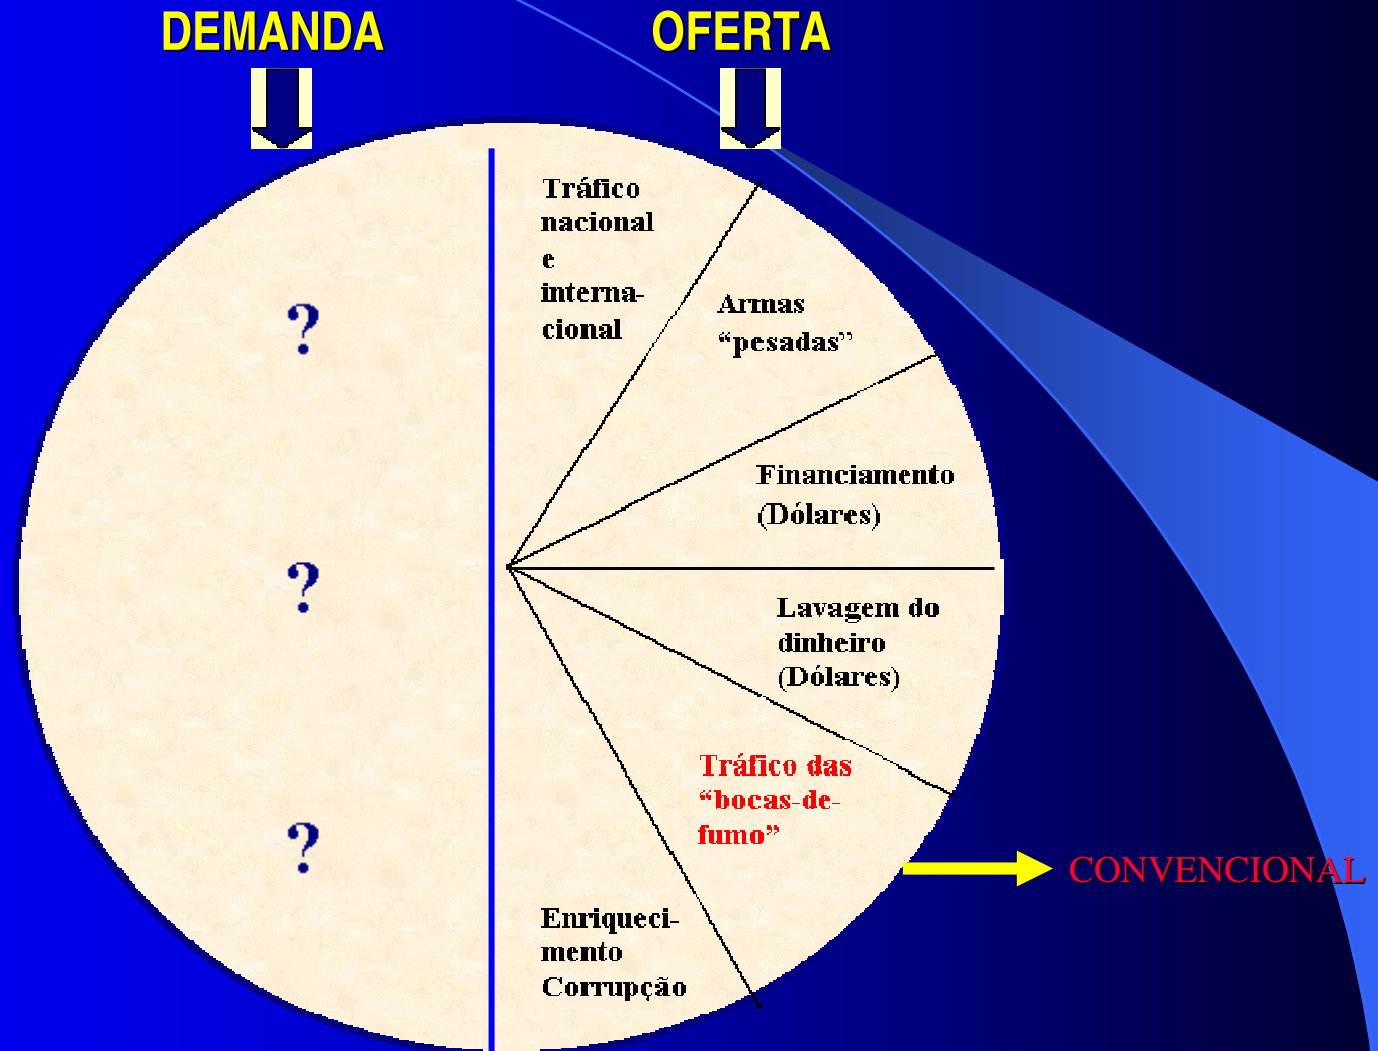 DEMANDA
OFERTA
?
?
?
Tráfico
nacional
e
interna-
cional
Armas
“pesadas”
Financiamento
(Dólares)
Lavagem do
dinheiro
(Dólares)
Tráfico das
“bocas-de-
fumo”
CONVENCIONAL
Enriqueci-
mento
Corrupção